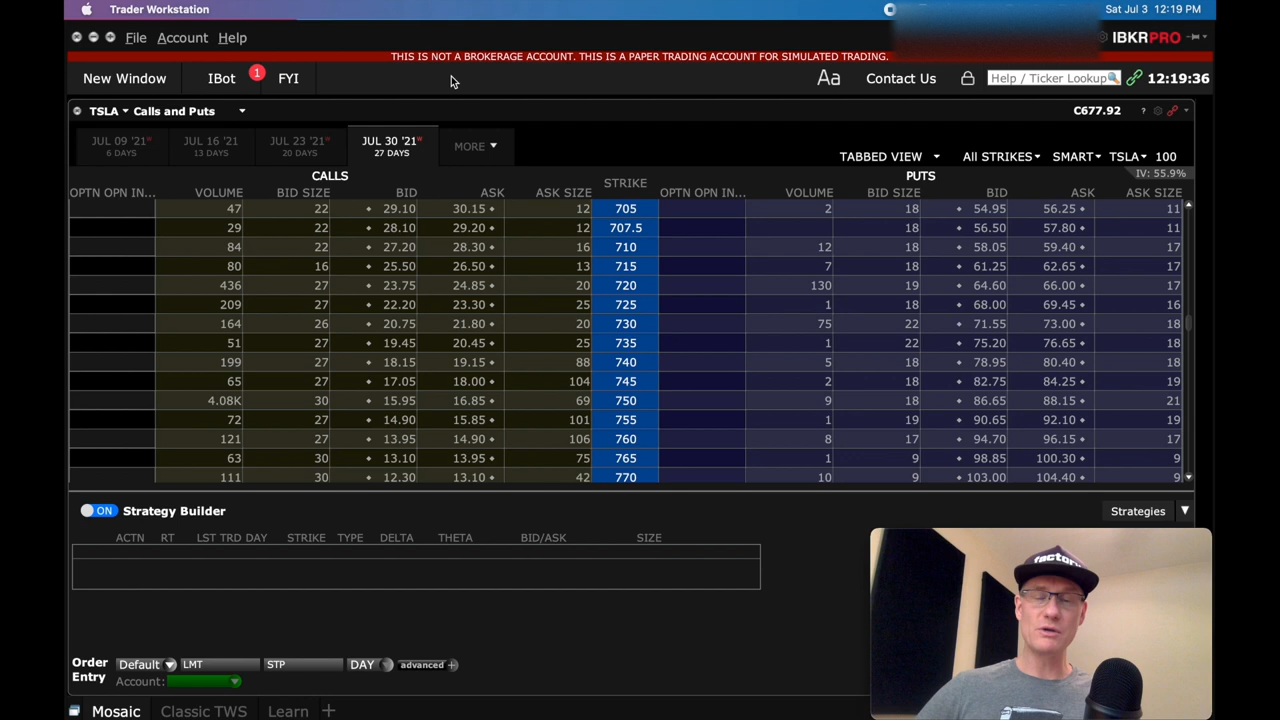 Trader Workstation
Sat Jul 3 12:19 PM
File Account Help
IBKRPRO
THIS IS NOT A BROKERAGE ACCOUNT. THIS IS A PAPER TRADING ACCOUNT FOR SIMULATED TRADING.
New Window IBot 1 FYI Aa Contact Us Help / Ticker Lookup 12:19:36
TSLA Calls and Puts C677.92 ?
JUL 09 '21 W JUL 16 '21 JUL 23 '21 W JUL 30 '21 W MORE
6 DAYS 13 DAYS 20 DAYS 27 DAYS
TABBED VIEW All STRIKES SMART TSLA 100
IV: 55.9%
CALLS STRIKE PUTS
OPTN OPN IN... VOLUME BID SIZE BID ASK ASK SIZE OPTN OPN IN... VOLUME BID SIZE BID ASK ASK SIZE
47 22 29.10 30.15 12 705 2 18 54.95 56.25 11
29 22 28.10 29.20 12 707.5 18 56.50 57.80 11
84 22 27.20 28.30 16 710 12 18 58.05 59.40 17
80 16 25.50 26.50 13 715 7 18 61.25 62.65 17
436 27 23.75 24.85 20 720 130 19 64.60 66.00 17
209 27 22.20 23.30 25 725 1 18 68.00 69.45 16
164 26 20.75 21.80 20 730 75 22 71.55 73.00 18
51 27 19.45 20.45 25 735 1 22 75.20 76.65 18
199 27 18.15 19.15 88 740 5 18 78.95 80.40 18
65 27 17.05 18.00 104 745 2 18 82.75 84.25 19
4.08K 30 15.95 16.85 69 750 9 18 86.65 88.15 21
72 27 14.90 15.85 101 755 1 19 90.65 92.10 19
121 27 13.95 14.90 106 760 8 17 94.70 96.15 17
63 30 13.10 13.95 75 765 1 9 98.85 100.30 9
111 30 12.30 13.10 42 770 10 9 103.00 104.40 9
ON Strategy Builder Strategies
ACTN RT LST TRD DAY STRIKE TYPE DELTA THETA BID/ASK SIZE
factory.
Order Entry Default LMT STP DAY advanced +
Account:
Mosaic Classic TWS Learn +